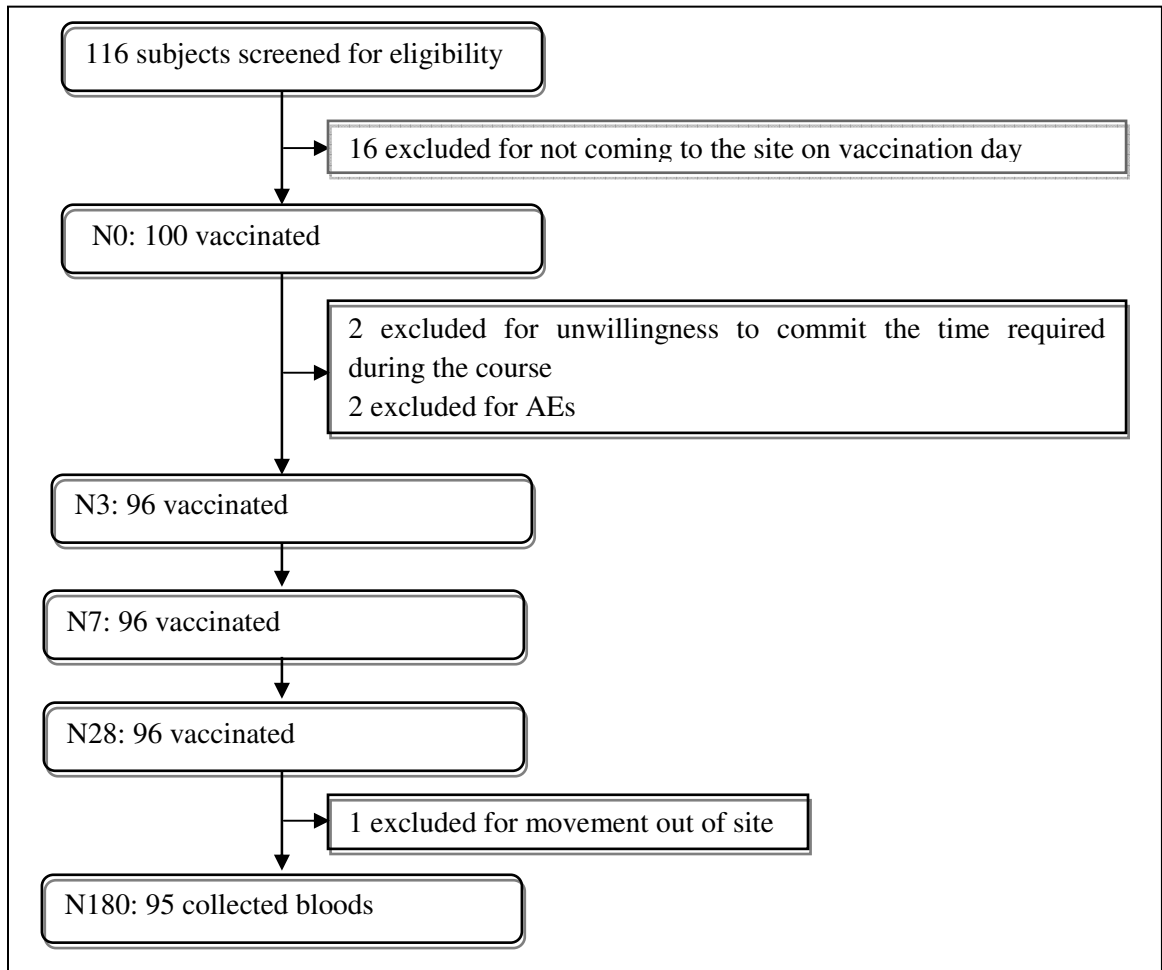 116 subjects screened for eligibility
16 excluded for not coming to the site on vaccination day
N0: 100 vaccinated
2 excluded for unwillingness to commit the time required
during the course
2 excluded for AEs
N3: 96 vaccinated
N7: 96 vaccinated
N28: 96 vaccinated
1 excluded for movement out of site
N180: 95 collected bloods